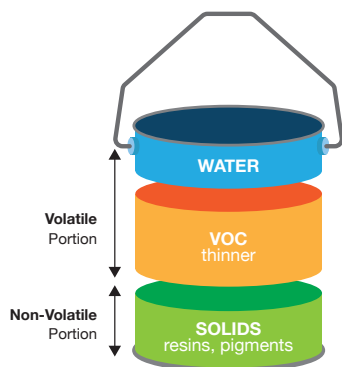 WATER
Volatile
Portion
VOC
thinner
Non-Volatile
Portion
SOLIDS
resins, pigments